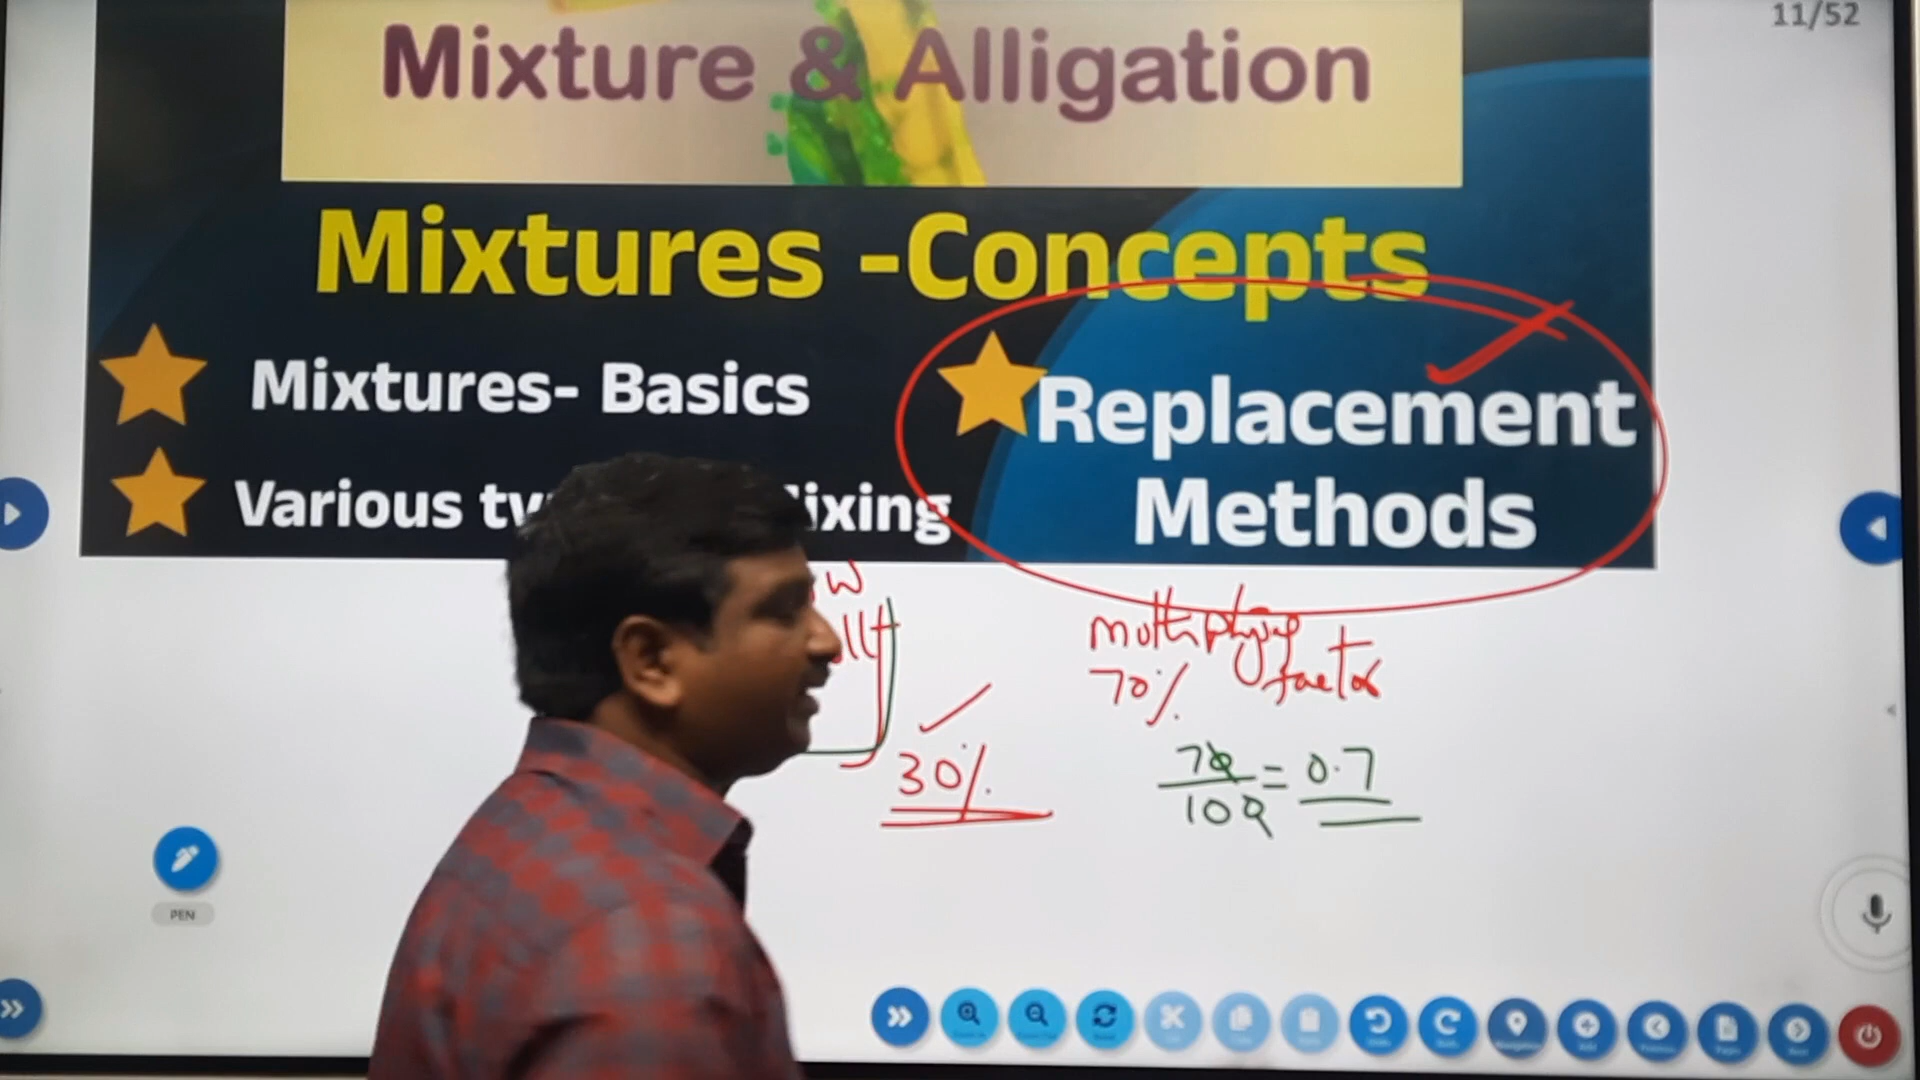 11/52
Mixture & Alligation
Mixtures -Concepts
Mixtures- Basics
Replacement
Methods
Various ixing
multiplying
factor
70%
30%
70/100 = 0.7
PEN